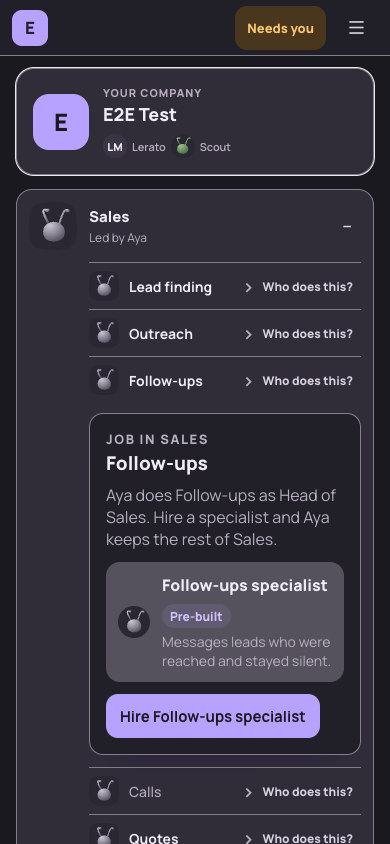 E
Needs you
E
YOUR COMPANY
E2E Test
LM Lerato Scout
Sales
Led by Aya
Lead finding
Who does this?
Outreach
Who does this?
Follow-ups
Who does this?
JOB IN SALES
Follow-ups
Aya does Follow-ups as Head of
Sales. Hire a specialist and Aya
keeps the rest of Sales.
Follow-ups specialist
Pre-built
Messages leads who were
reached and stayed silent.
Hire Follow-ups specialist
Calls
Who does this?
Quotes
Who does this?